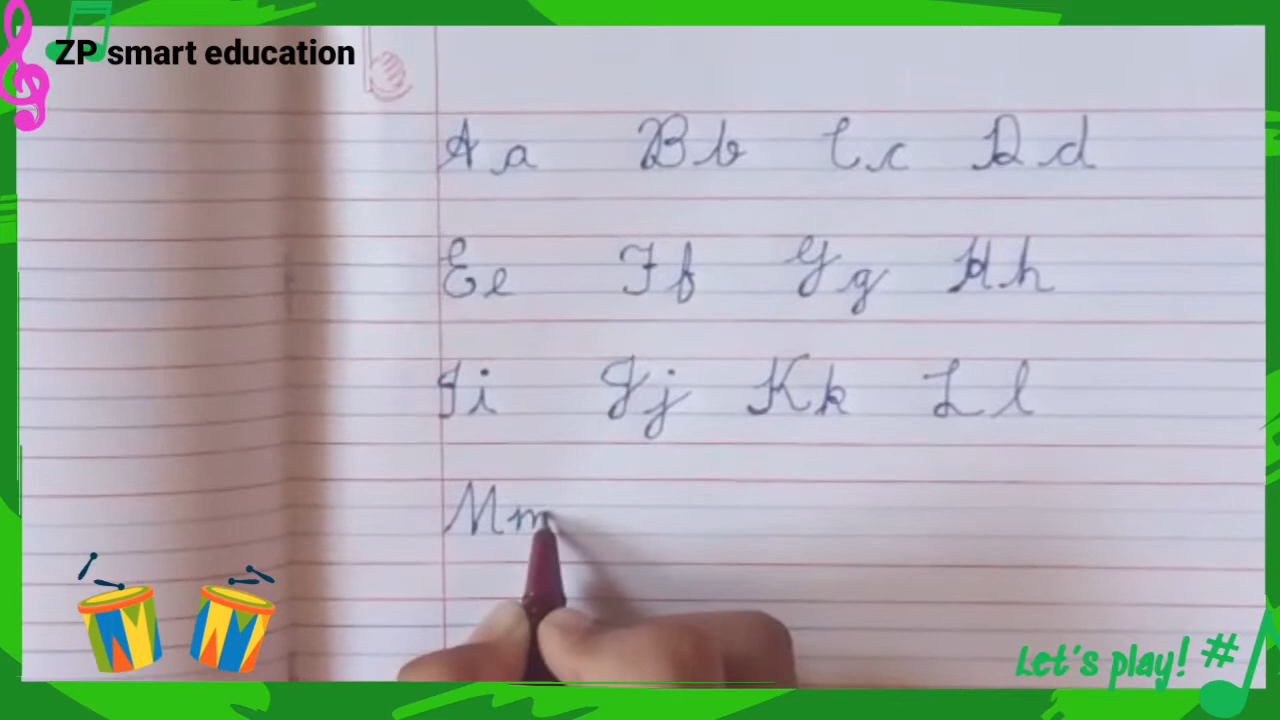 ZP smart education
Aa Bb Cc Dd
Ee Ff Gg Hh
Ii Jj Kk Ll
Mm
Let's play! #